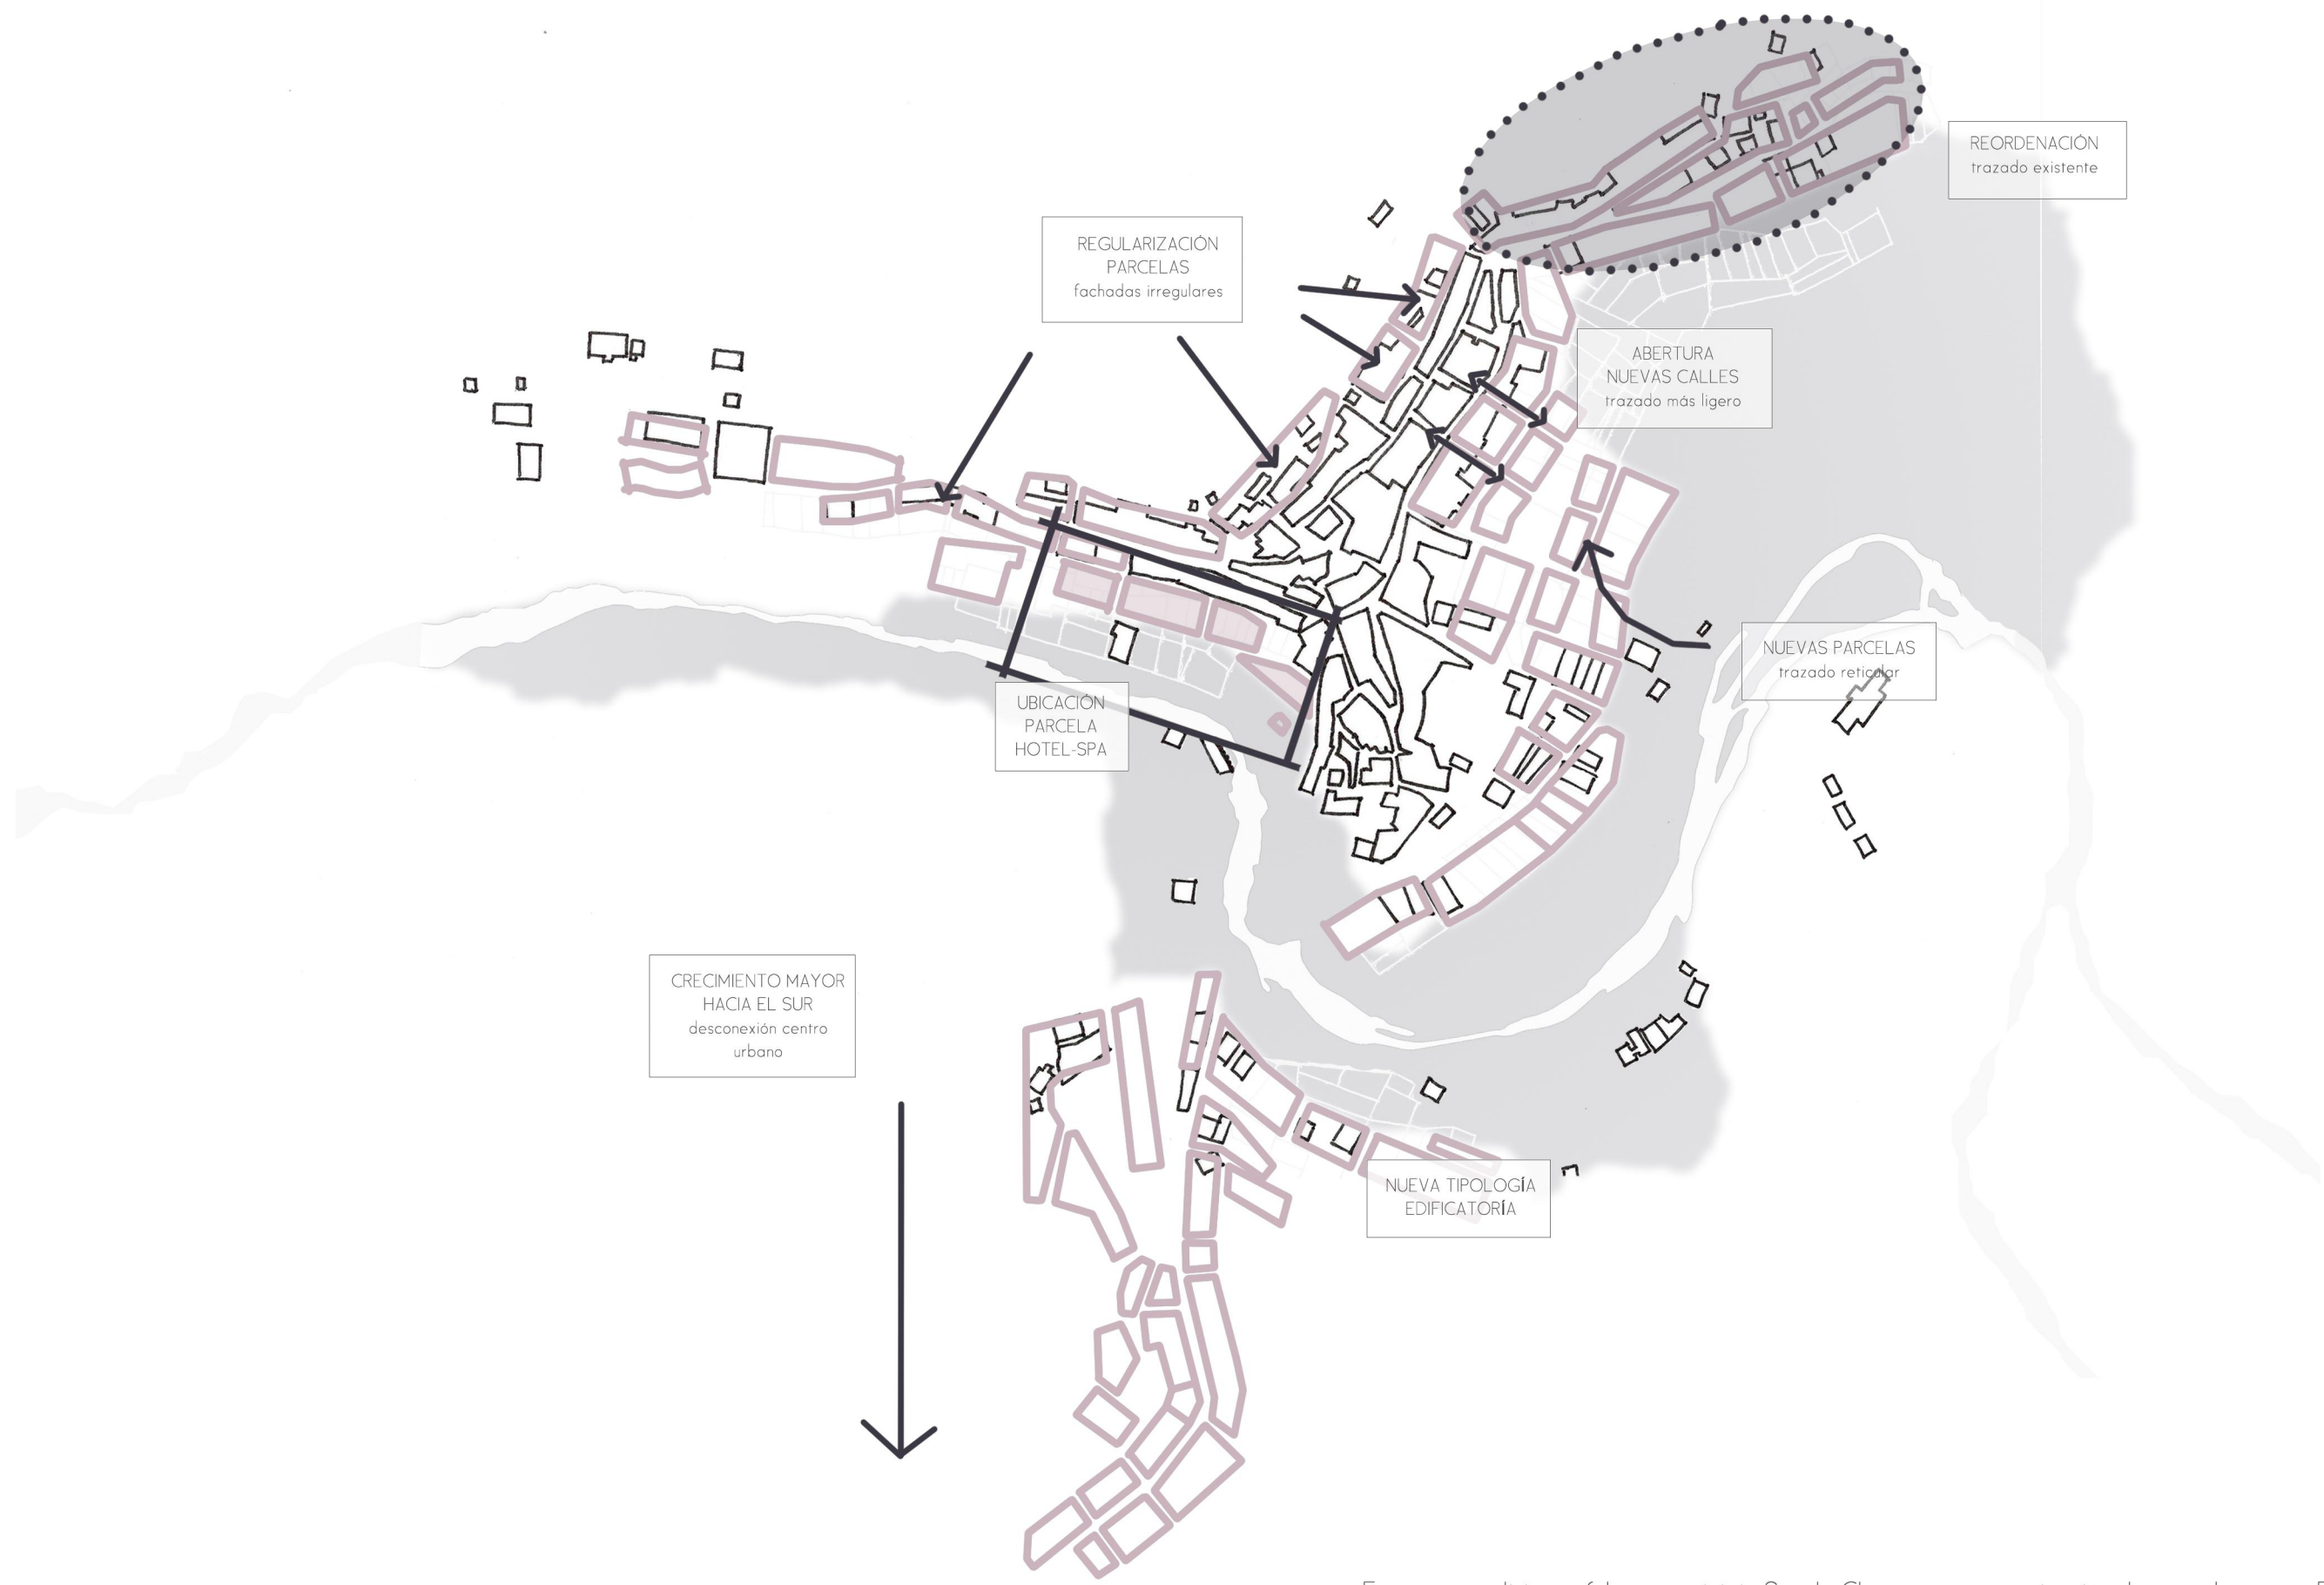 REORDENACIÓN
trazado existente
REGULARIZACIÓN
PARCELAS
fachadas irregulares
ABERTURA
NUEVAS CALLES
trazado más ligero
NUEVAS PARCELAS
trazado reticular
UBICACIÓN
PARCELA
HOTEL-SPA
CRECIMIENTO MAYOR
HACIA EL SUR
desconexión centro
urbano
NUEVA TIPOLOGÍA
EDIFICATORÍA